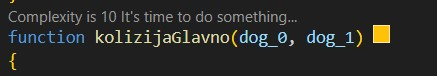 Complexity is 10 It's time to do something...
function kolizijaGlavno(dog_0, dog_1)
{